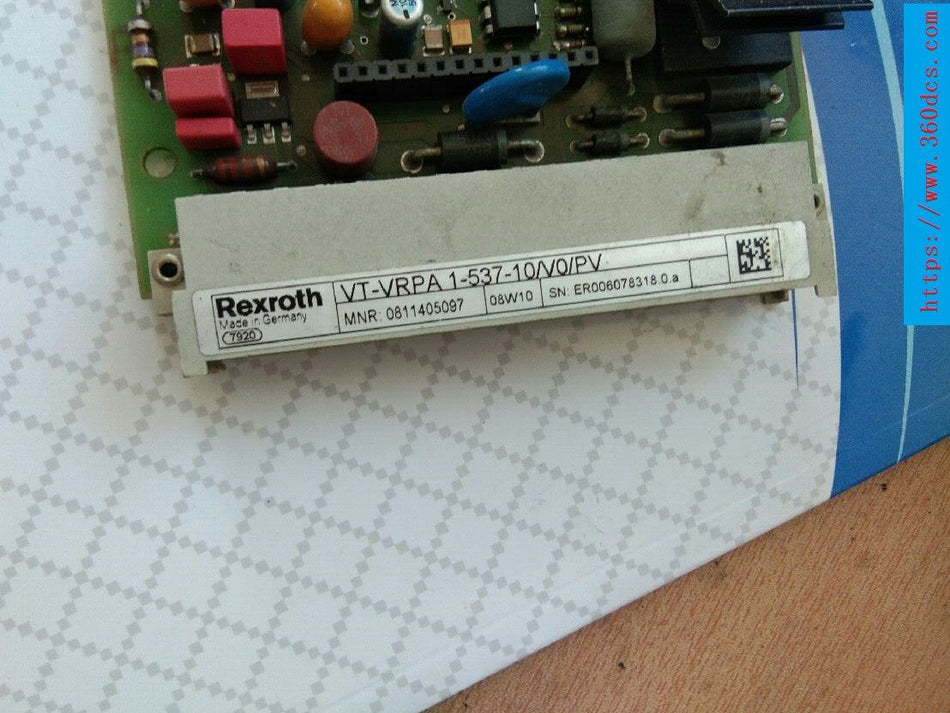 Rexroth
Made in Germany
7920
VT-VRPA 1-537-10/V0/PV
MNR: 0811405097
08W10
SN: ER006078318.0.a
https://www.360dcs.com